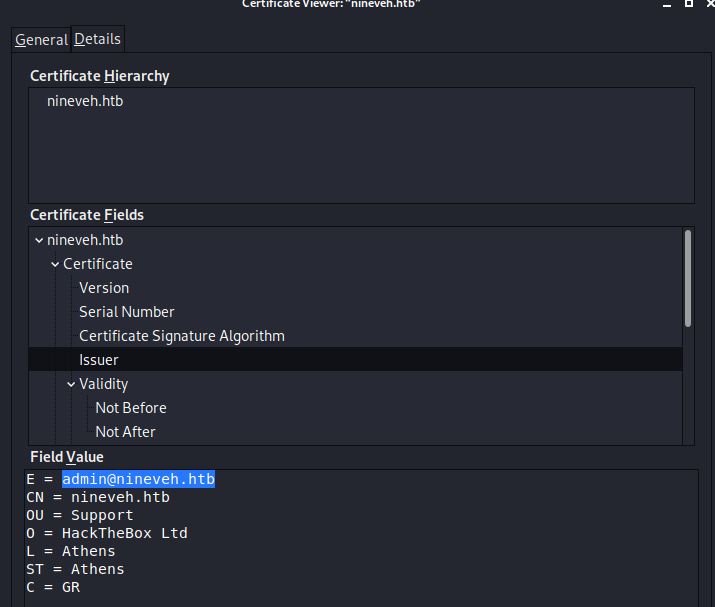 Certificate Viewer: "nineveh.htb"
General Details
Certificate Hierarchy
nineveh.htb
Certificate Fields
nineveh.htb
Certificate
Version
Serial Number
Certificate Signature Algorithm
Issuer
Validity
Not Before
Not After
Field Value
E = admin@nineveh.htb
CN = nineveh.htb
OU = Support
O = HackTheBox Ltd
L = Athens
ST = Athens
C = GR